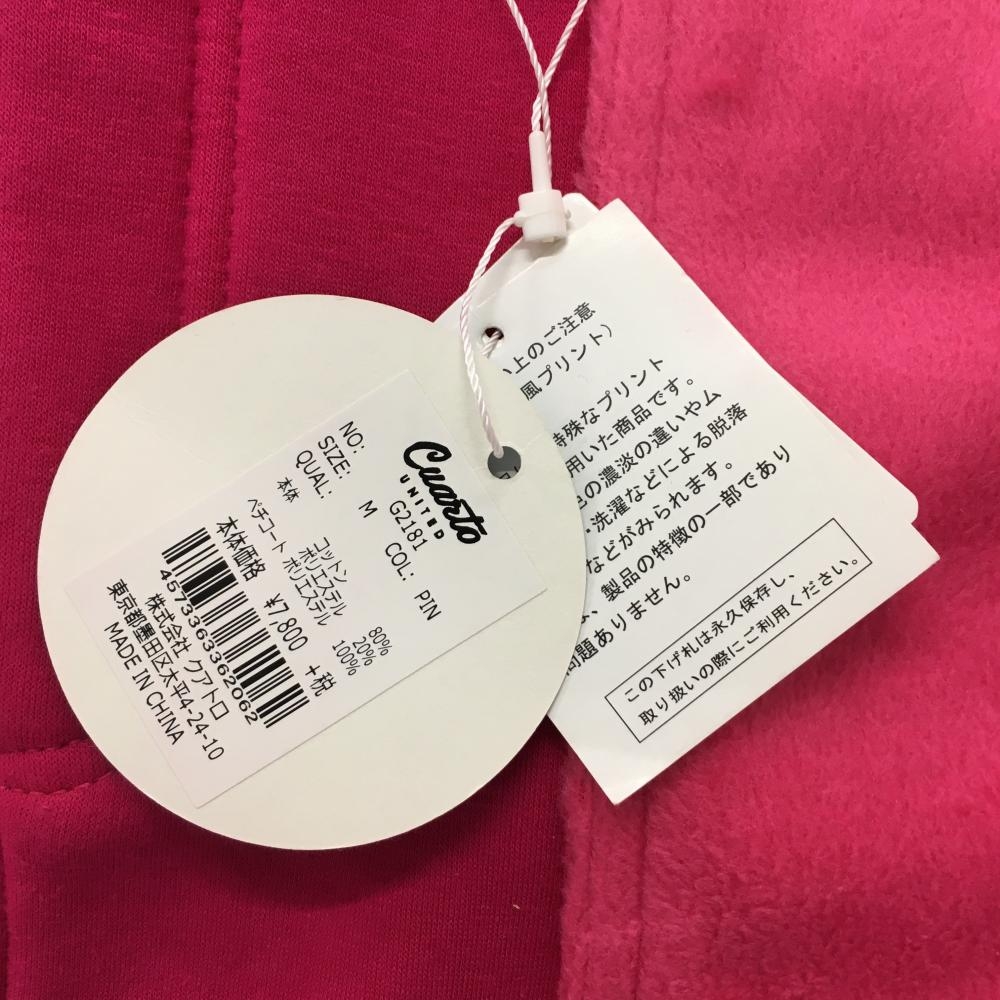 Cuarto
UNITED
NO: G2181
SIZE: M COL: PIN
QUAL:
本体 コットン 80%
ポリエステル 20%
ペチコート ポリエステル 100%
本体価格 ¥7,800 +税
4573363362062
株式会社 クアトロ
東京都墨田区太平4-24-10
MADE IN CHINA
上のご注意
風プリント)
特殊なプリント
用いた商品です。
の濃淡の違いやム
・洗濯などによる脱落
などがみられます。
、製品の特徴の一部であり
問題ありません。
この下げ札は永久保存し、
取り扱いの際にご利用ください。